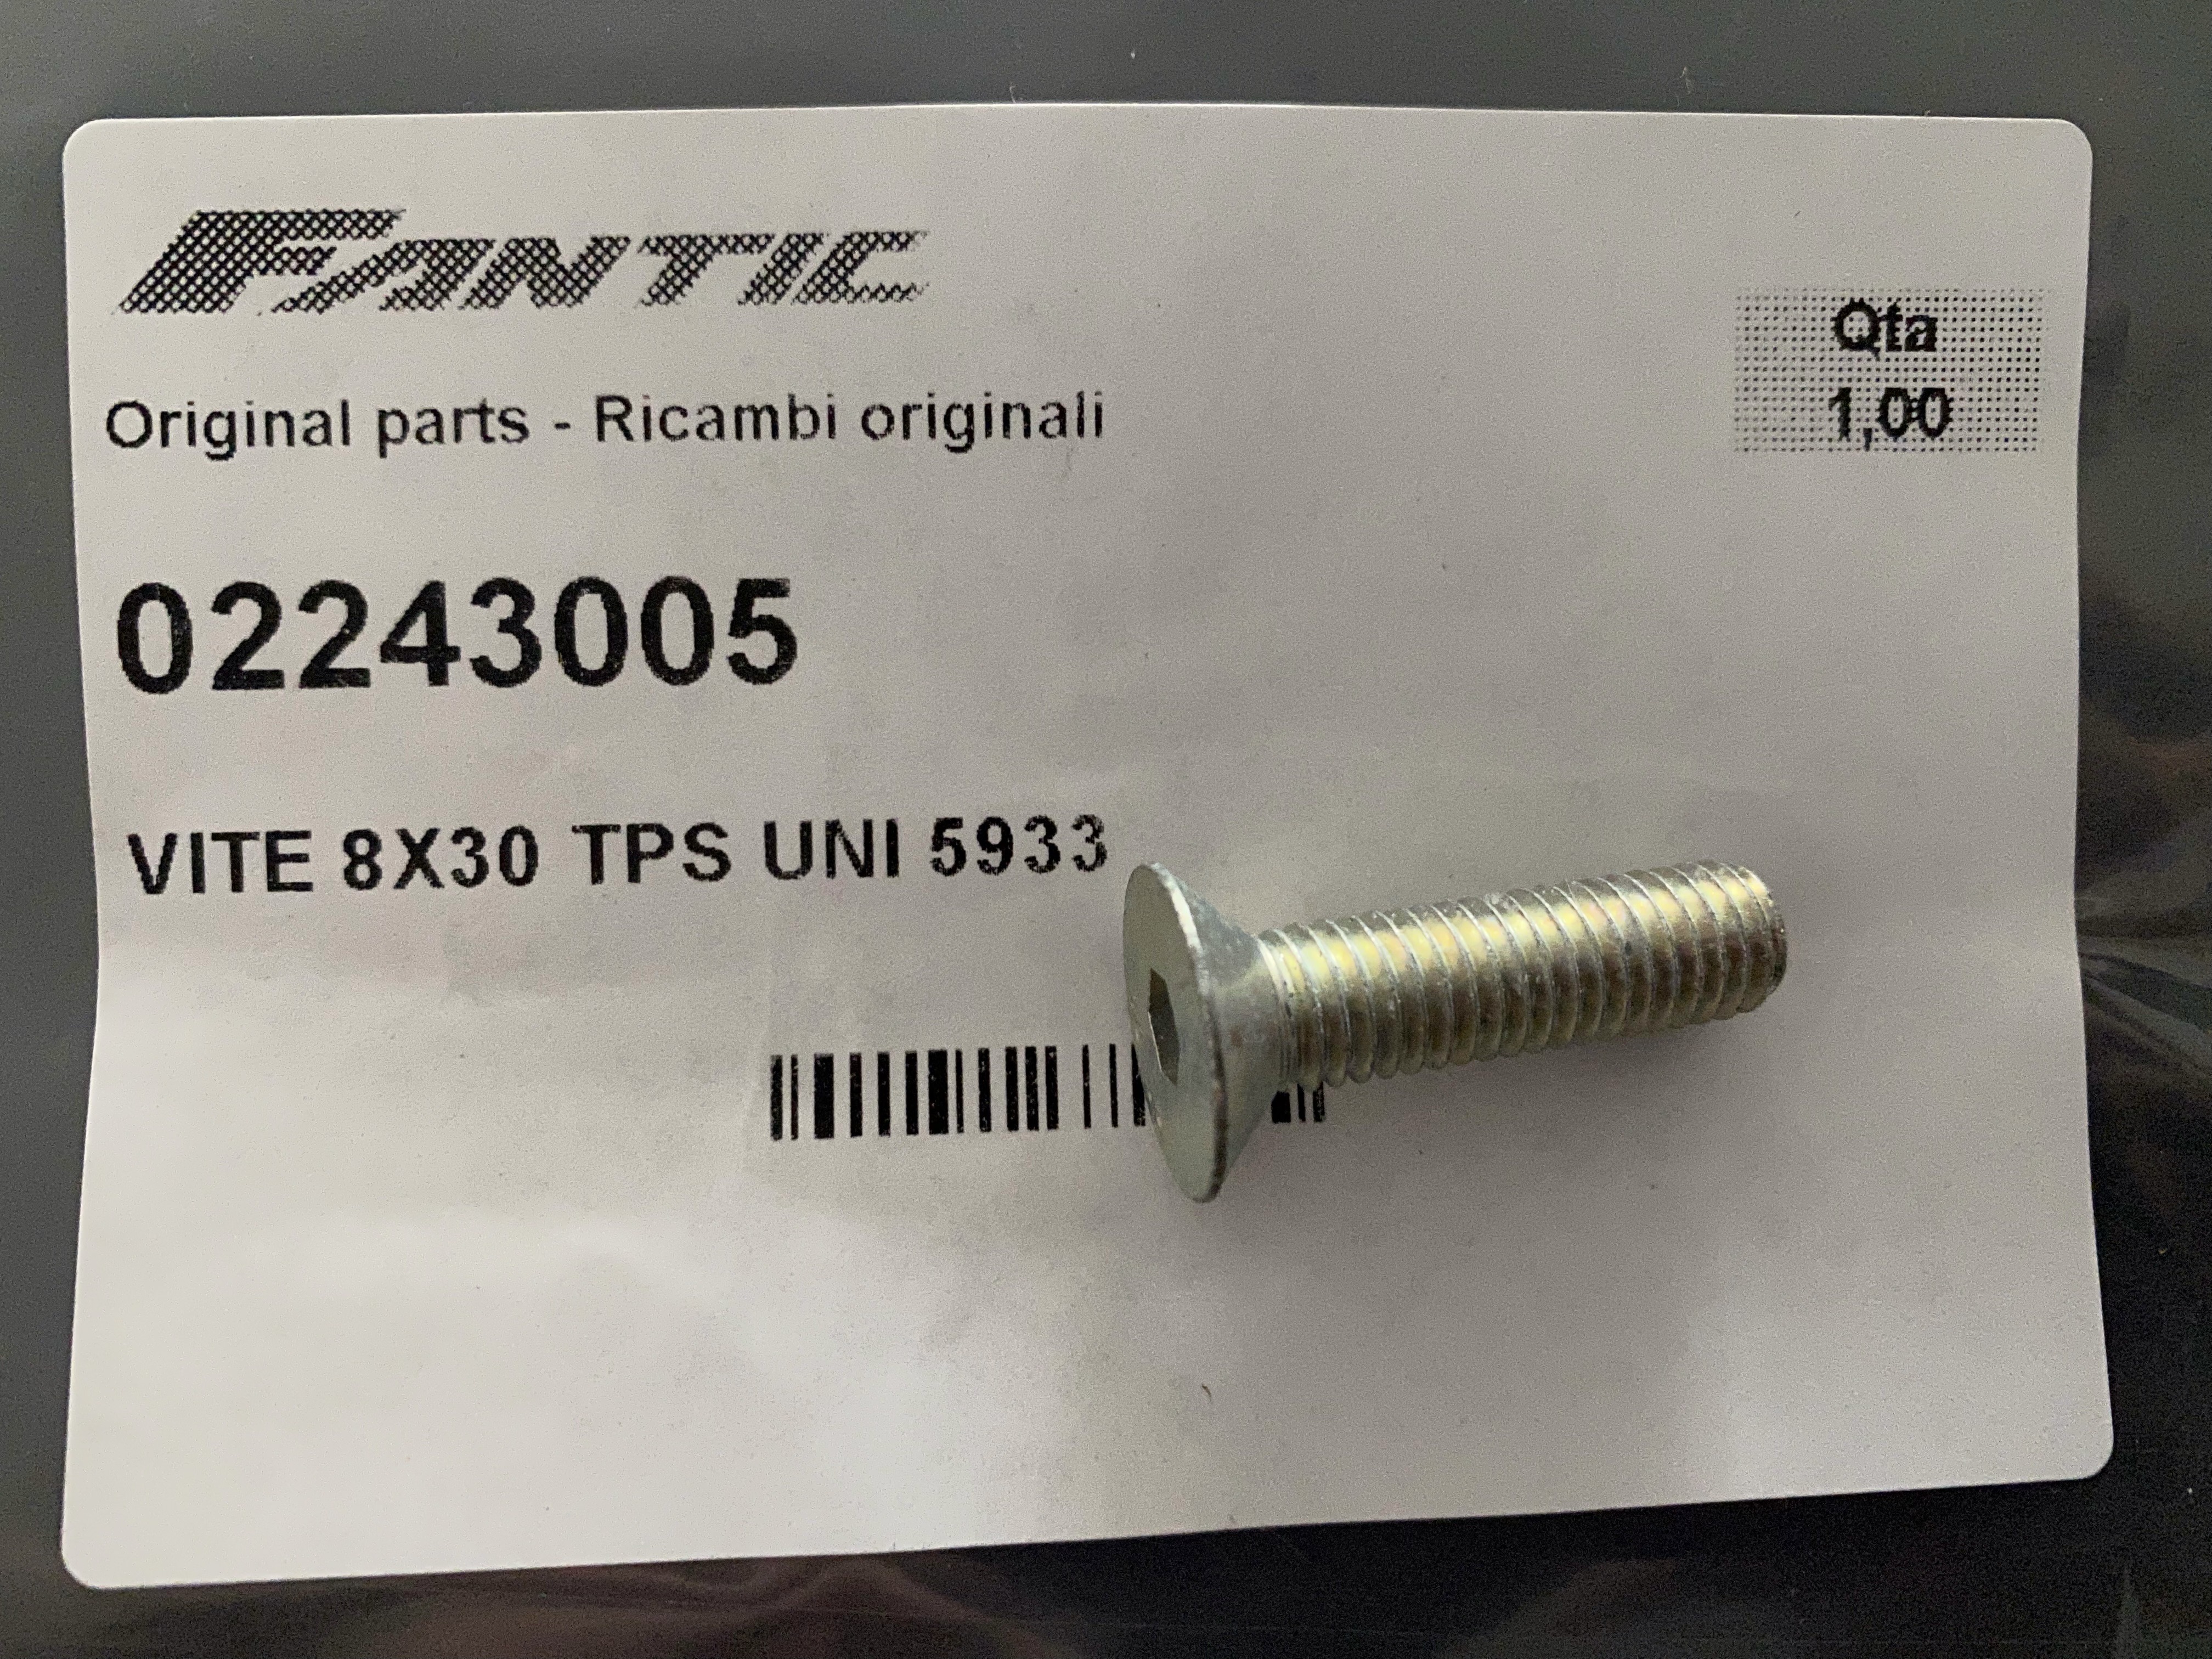 FANTIC
Original parts - Ricambi originali
Qta
1,00
02243005
VITE 8X30 TPS UNI 5933